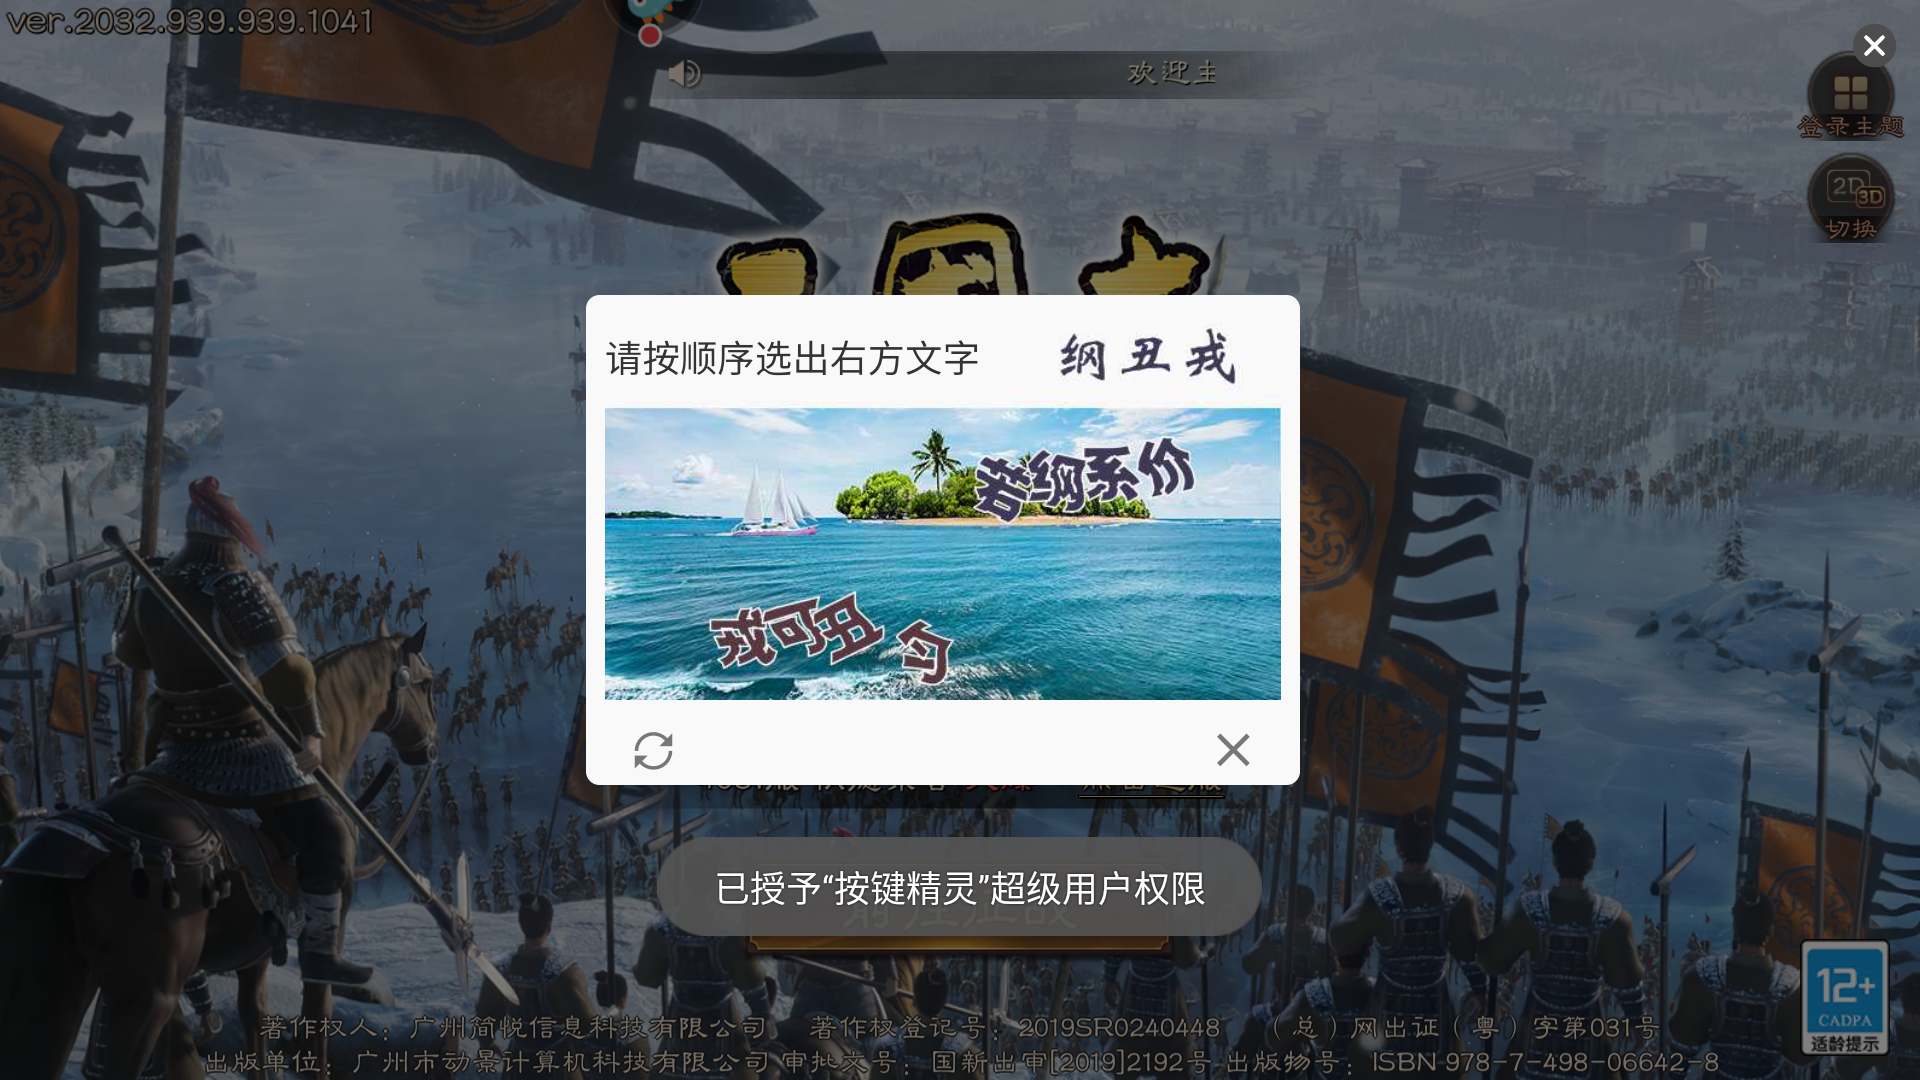 ver.2032.939.939.1041
欢迎主
登录主题
2D 3D
切换
请按顺序选出右方文字
纲丑戎
若纲系分
戎可丑勾
已授予“按键精灵”超级用户权限
12+
CADPA
适龄提示
著作权人：广州简悦信息科技有限公司 著作权登记号：2019SR0240448 （总）网出证（粤）字第031号
出版单位：广州市动景计算机科技有限公司 审批文号：国新出审[2019]2192号 出版物号：ISBN 978-7-498-06642-8